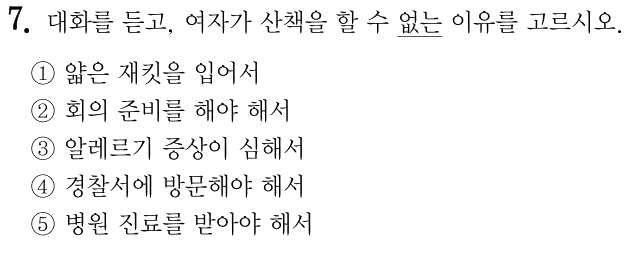 7. 대화를 듣고, 여자가 산책을 할 수 없는 이유를 고르시오.
① 얇은 재킷을 입어서
② 회의 준비를 해야 해서
③ 알레르기 증상이 심해서
④ 경찰서에 방문해야 해서
⑤ 병원 진료를 받아야 해서